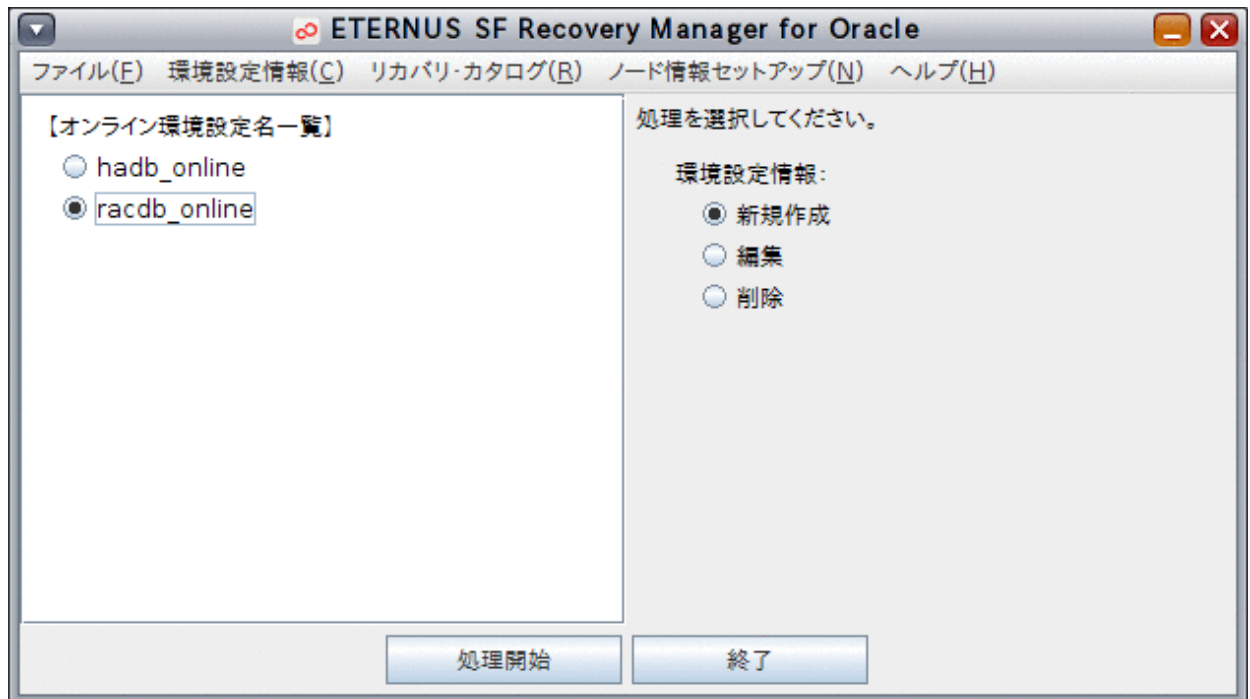 ETERNUS SF Recovery Manager for Oracle
ファイル(F) 環境設定情報(C) リカバリ・カタログ(R) ノード情報セットアップ(N) ヘルプ(H)
【オンライン環境設定名一覧】
hadb_online
racdb_online
処理を選択してください。
環境設定情報:
新規作成
編集
削除
処理開始 終了